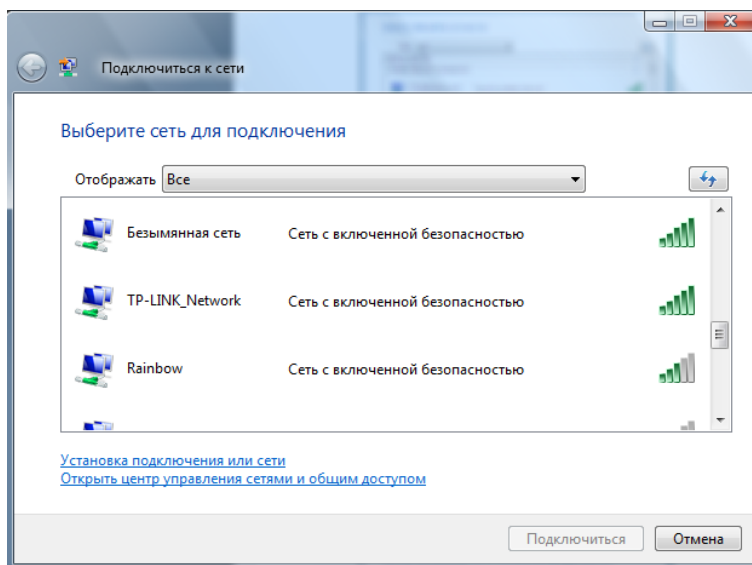 Подключиться к сети
Выберите сеть для подключения
Отображать Все
Безымянная сеть Сеть с включенной безопасностью
TP-LINK_Network Сеть с включенной безопасностью
Rainbow Сеть с включенной безопасностью
Установка подключения или сети
Открыть центр управления сетями и общим доступом
Подключиться Отмена